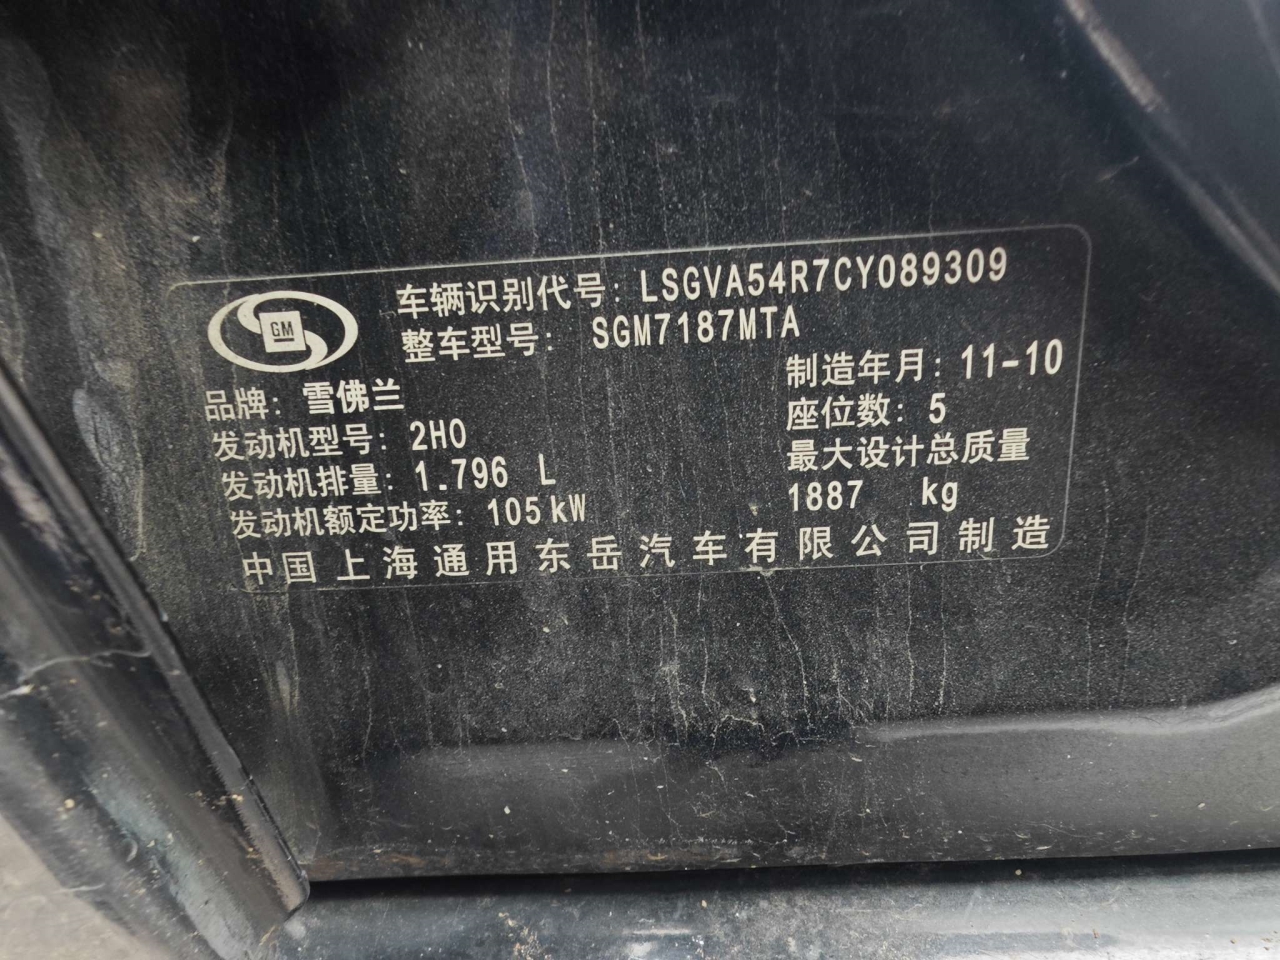 GM
车辆识别代号: LSGVA54R7CY089309
整车型号: SGM7187MTA
品牌: 雪佛兰
制造年月: 11-10
发动机型号: 2H0
座位数: 5
发动机排量: 1.796 L
最大设计总质量
1887 kg
发动机额定功率: 105kW
中国上海通用东岳汽车有限公司制造